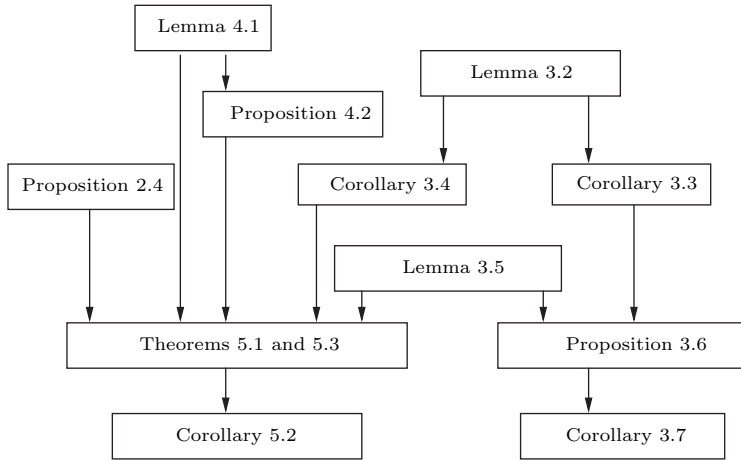 Lemma 4.1
Lemma 3.2
Proposition 4.2
Proposition 2.4
Corollary 3.4
Corollary 3.3
Lemma 3.5
Theorems 5.1 and 5.3
Proposition 3.6
Corollary 5.2
Corollary 3.7